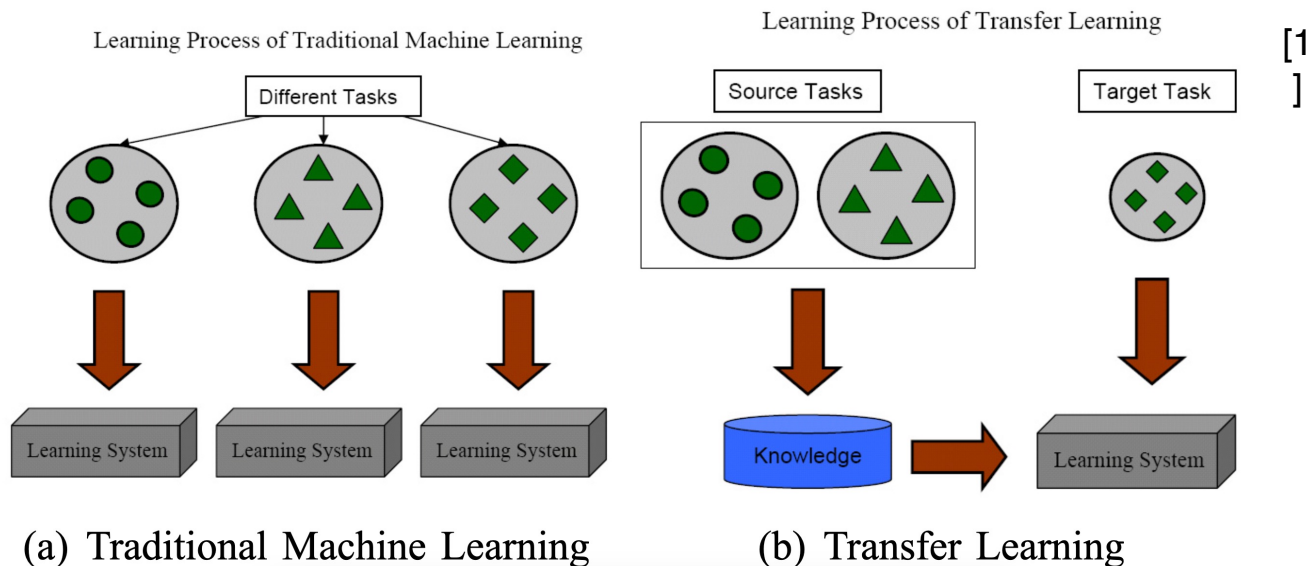 Learning Process of Traditional Machine Learning
Different Tasks
Learning System
Learning System
Learning System
(a) Traditional Machine Learning
Learning Process of Transfer Learning
[1
]
Source Tasks
Target Task
Knowledge
Learning System
(b) Transfer Learning